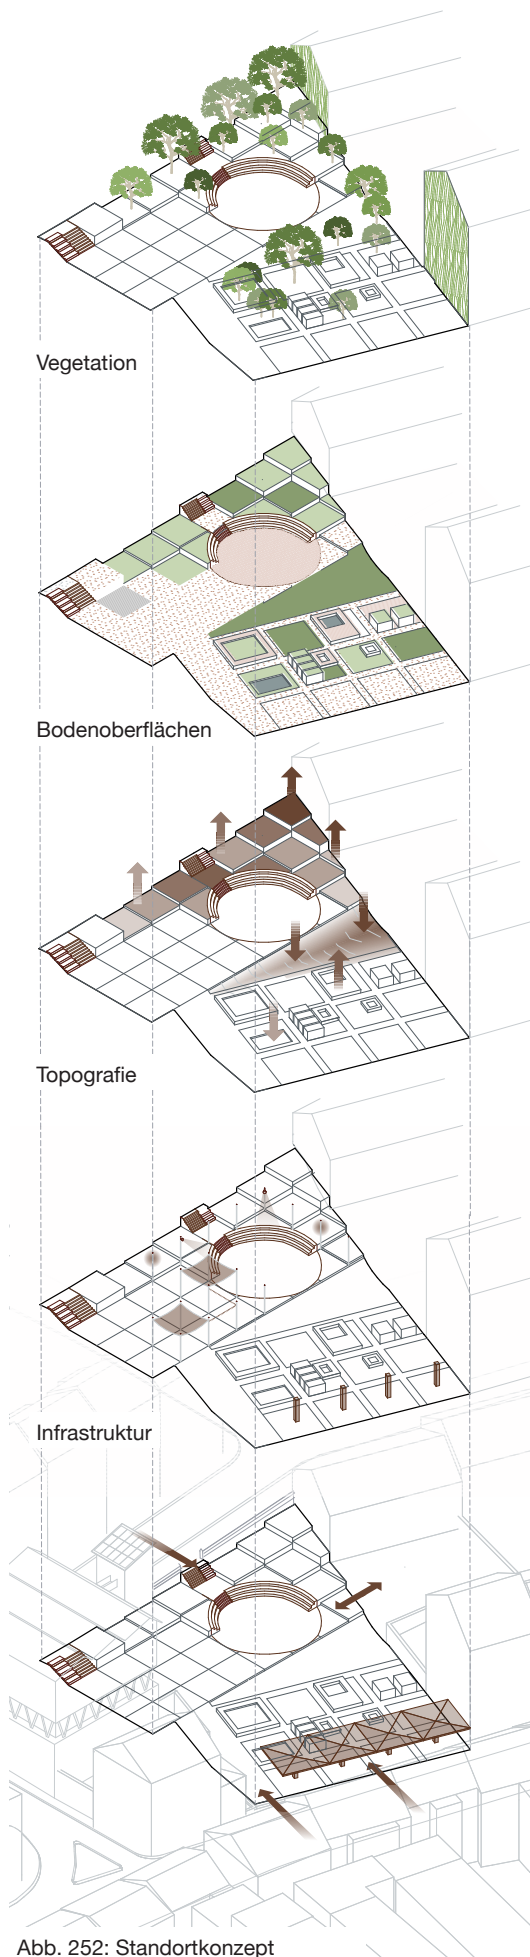 Vegetation
Bodenoberflächen
Topografie
Infrastruktur
Abb. 252: Standortkonzept